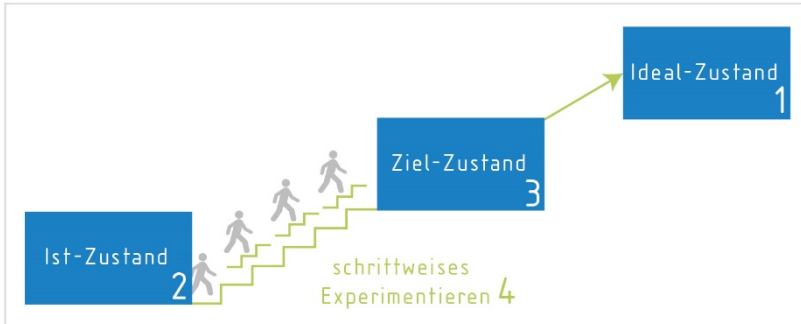 Ideal-Zustand
1
Ziel-Zustand
3
Ist-Zustand
2
schrittweises
Experimentieren 4